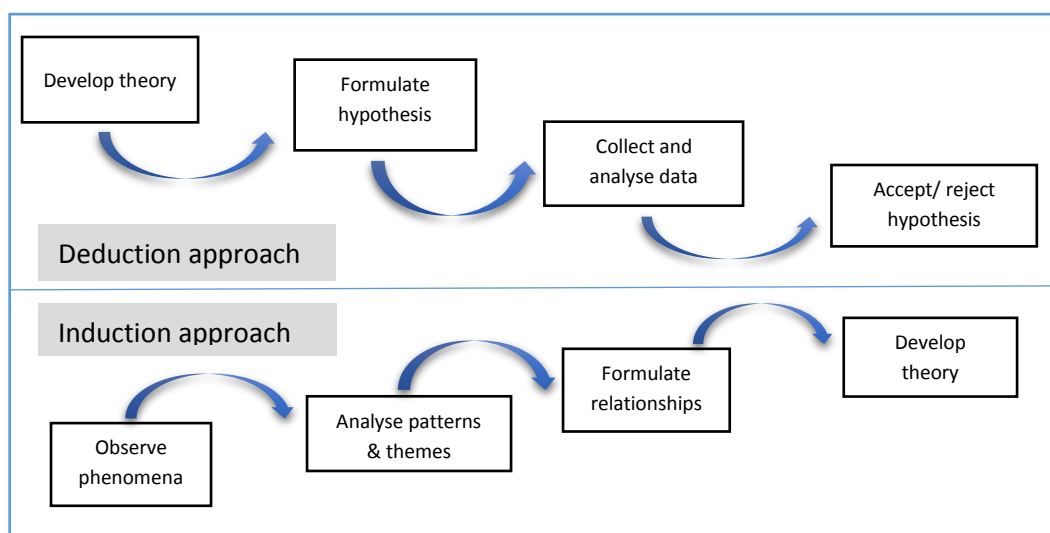 Develop theory
Formulate
hypothesis
Collect and
analyse data
Accept/ reject
hypothesis
Deduction approach
Induction approach
Observe
phenomena
Analyse patterns
& themes
Formulate
relationships
Develop
theory